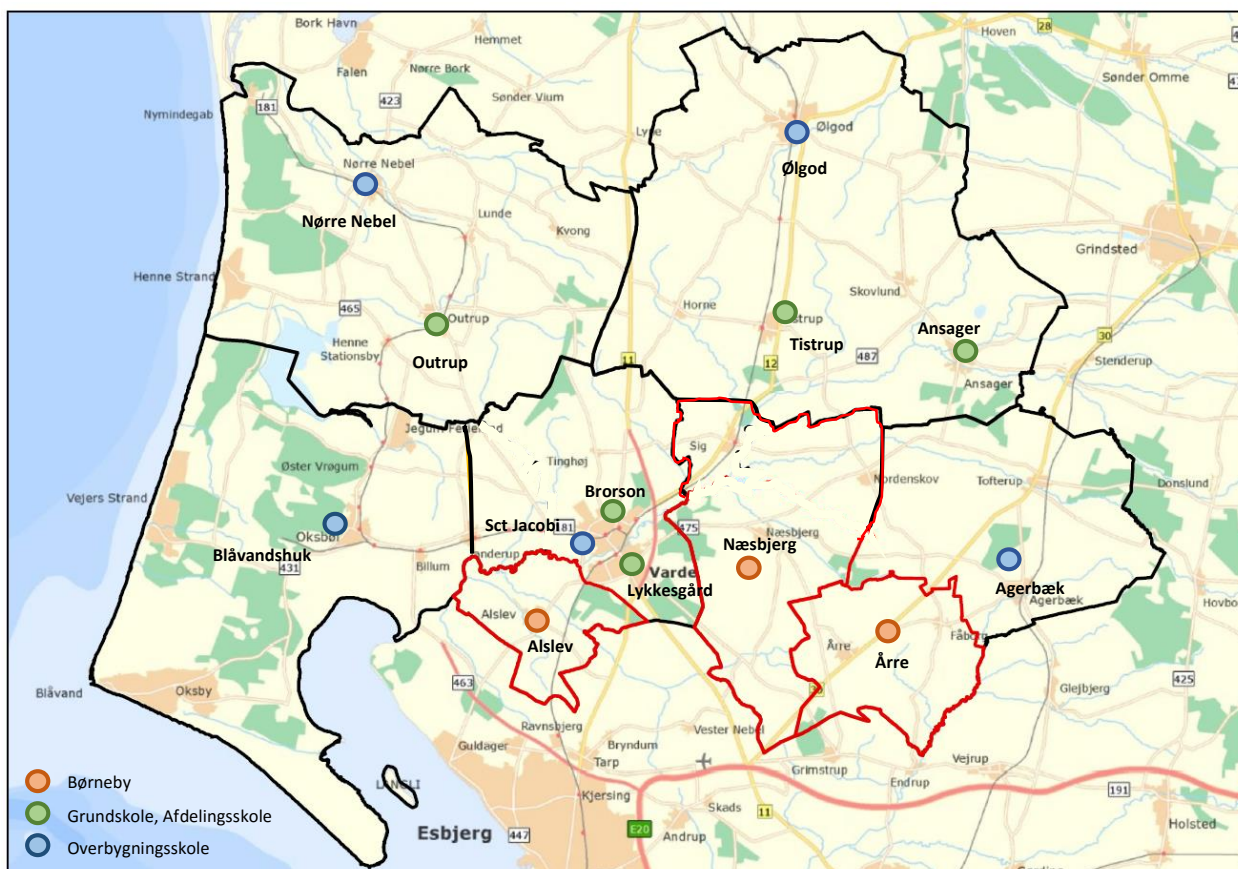 Bork Havn
Hemmet
Hoven
28
Falen
Nørre Bork
Sønder Omme
181
423
Sønder Vium
Nymindegab
Lyne
Ølgod
Ølgod
Nørre Nebel
Nørre Nebel
Lunde
Kvong
Grindsted
Henne Strand
465
Horne
Skovlund
Outrup
Outrup
strup
Tistrup
Ansager
30
Henne
Stationsby
11
12
487
Stenderup
Ansager
Sig
Tinghøj
Øster Vrøgum
Nordenskov
Tofterup
Donslund
Vejers Strand
Brorson
Sct Jacobi
181
475
Næsbjerg
Oksbøl
Blåvandshuk
Næsbjerg
431
Billum
Varde
Lykkesgård
Agerbæk
Agerbæk
Hovbo
Alslev
Alslev
Årre
Årre
Fåborg
Blåvand
Oksby
463
Glejbjerg
425
Ravnsbjerg
Vester Nebel
Guldager
Bryndum
Tarp
Grimstrup
Vejrup
Endrup
Kjersing
191
LANGLI
Skads
11
Holsted
Esbjerg
447
E20
Andrup
Børneby
Grundskole, Afdelingsskole
Overbygningsskole